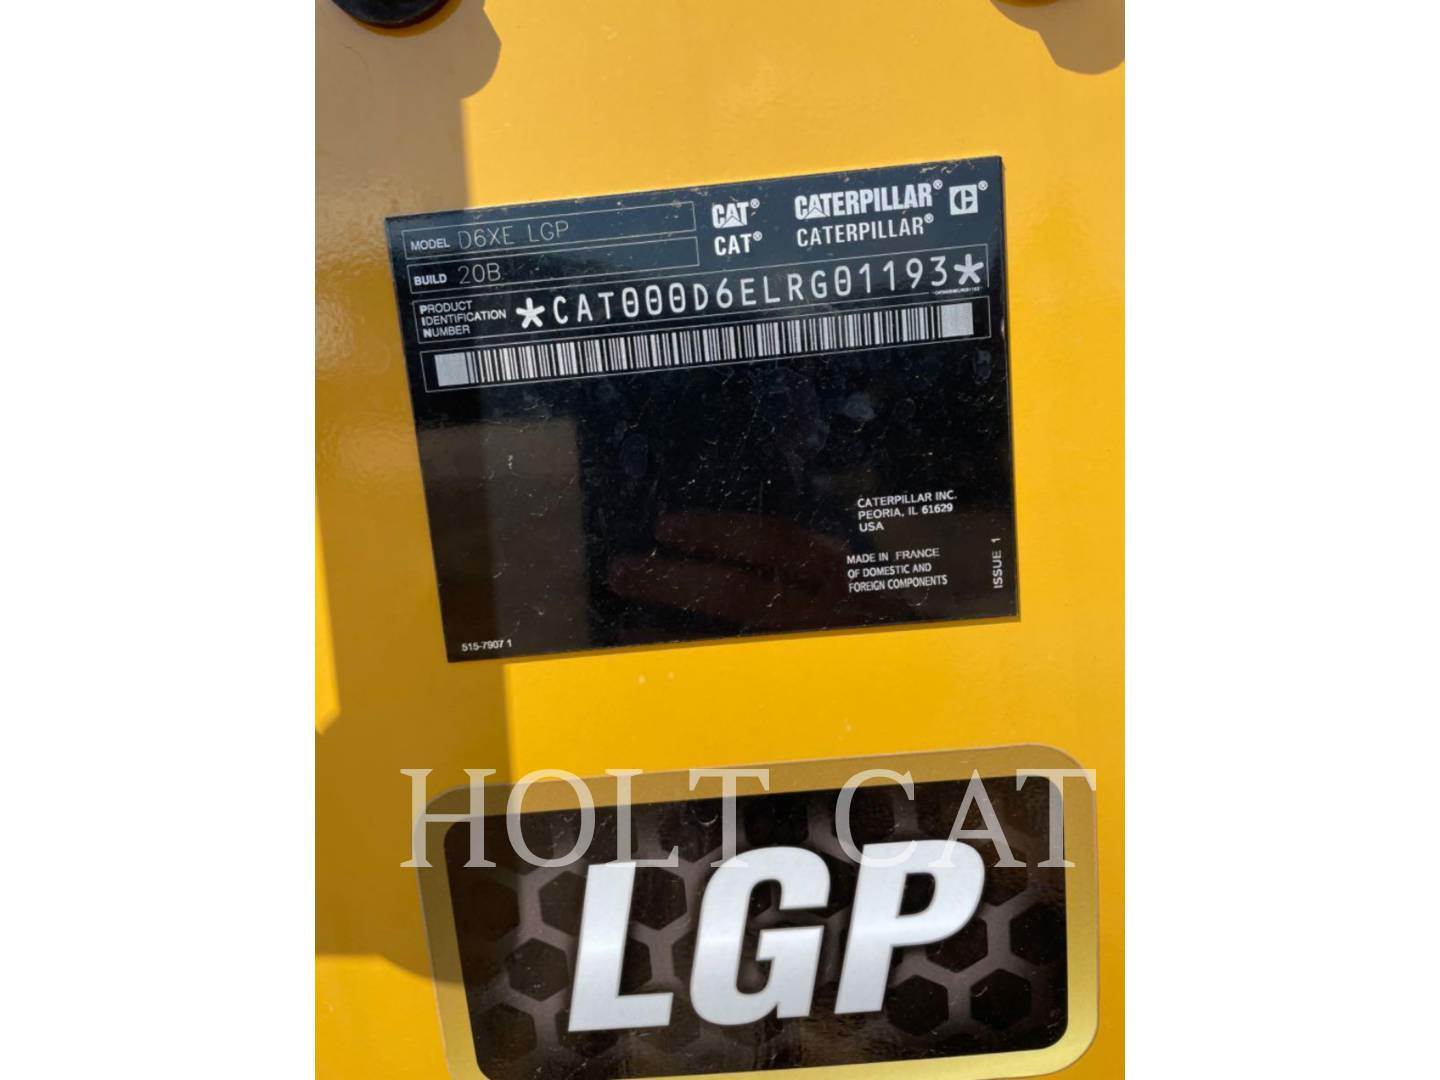 MODEL D6XE LGP
BUILD 20B
CAT® CATERPILLAR® ®
CAT® CATERPILLAR®
PRODUCT IDENTIFICATION NUMBER *CAT000D6ELRG01193*
CATERPILLAR INC.
PEORIA, IL 61629
USA
MADE IN FRANCE
OF DOMESTIC AND
FOREIGN COMPONENTS
ISSUE 1
515-7907 1
HOLT CAT
LGP